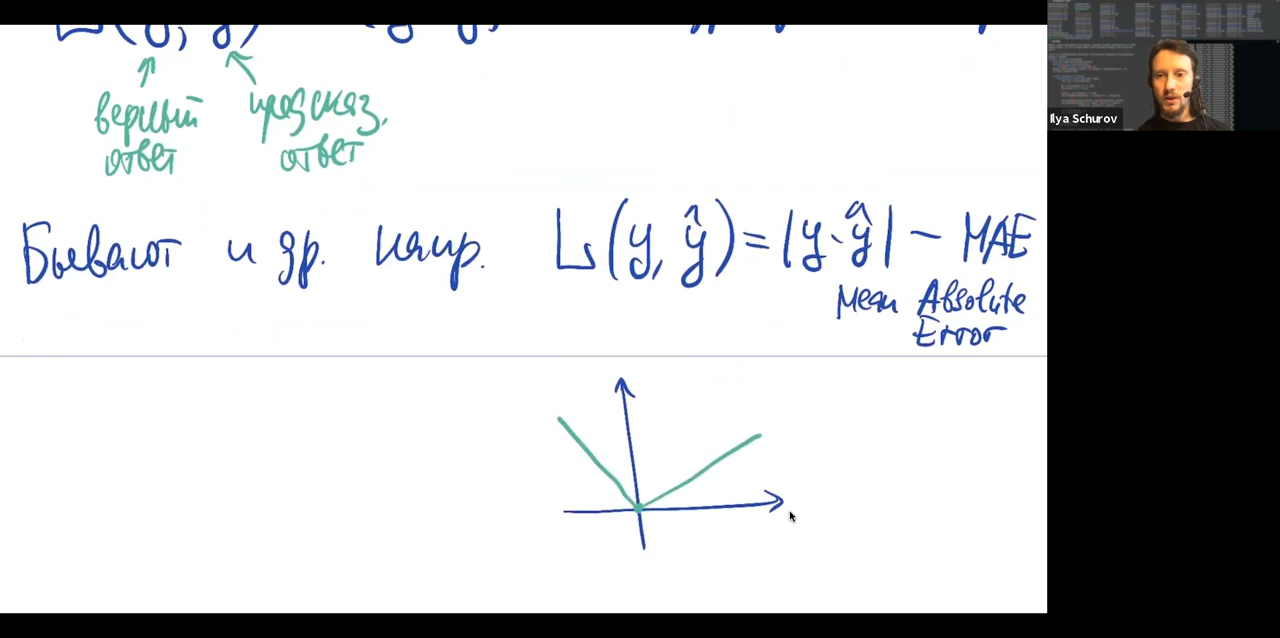 верный предсказ.
ответ ответ
Ilya Schurov
Бывают и др. напр. L(y, ŷ) = |y - ŷ| - MAE
Mean Absolute
Error